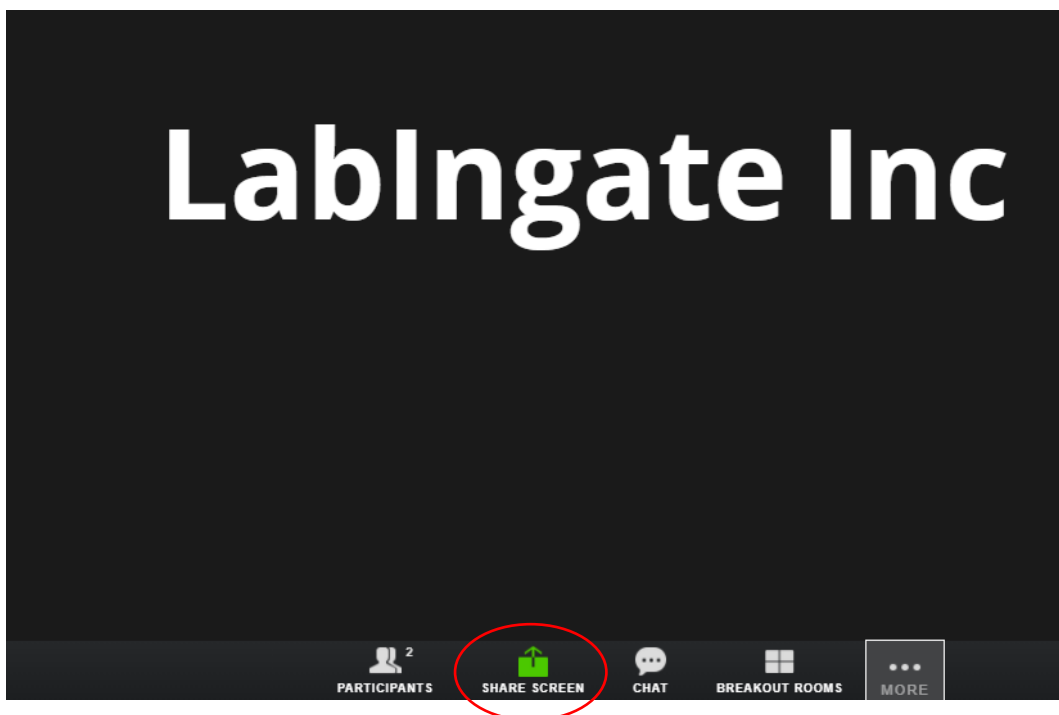 LabIngate Inc
2
PARTICIPANTS SHARE SCREEN CHAT BREAKOUT ROOMS MORE